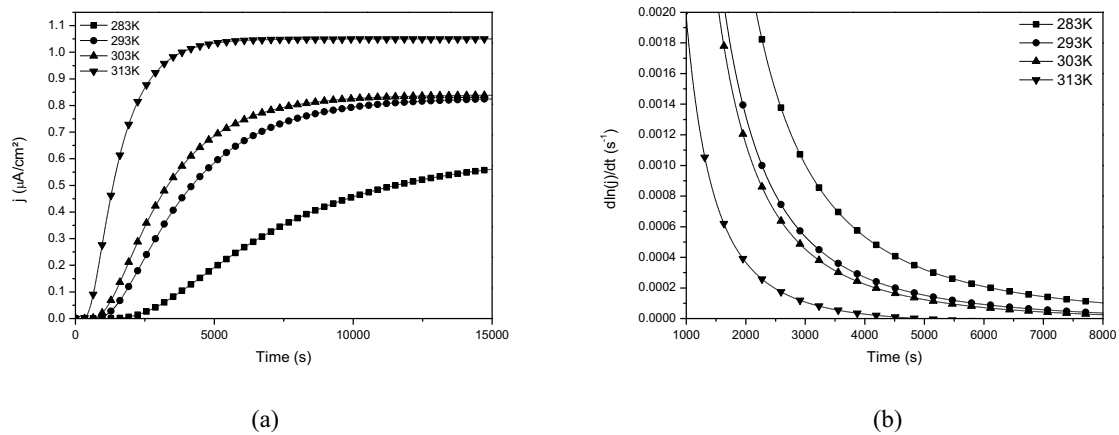 283K
293K
303K
313K
1.1
1.0
0.9
0.8
0.7
0.6
0.5
0.4
0.3
0.2
0.1
0.0
j (μA/cm²)
0
5000
10000
15000
Time (s)
(a)
283K
293K
303K
313K
0.0020
0.0018
0.0016
0.0014
0.0012
0.0010
0.0008
0.0006
0.0004
0.0002
0.0000
dln(j)/dt (s⁻¹)
1000
2000
3000
4000
5000
6000
7000
8000
Time (s)
(b)